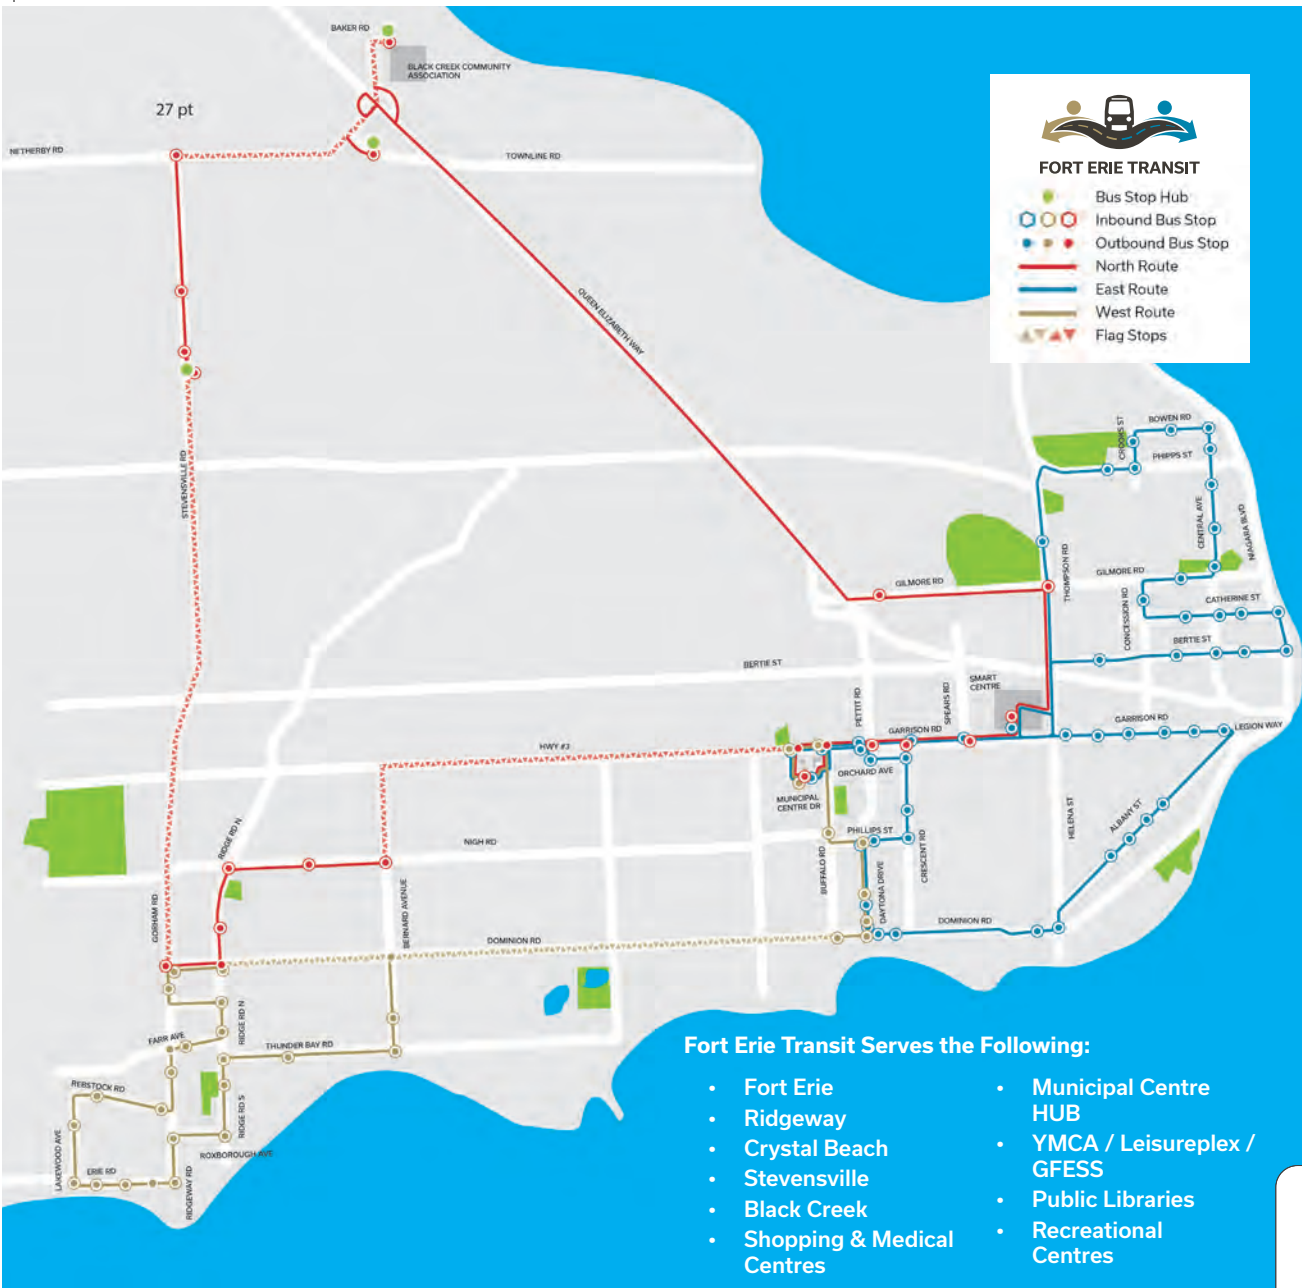 BAKER RD
BLACK CREEK COMMUNITY
ASSOCIATION
27 pt
NETHERBY RD
TOWNLINE RD
FORT ERIE TRANSIT
Bus Stop Hub
Inbound Bus Stop
Outbound Bus Stop
North Route
East Route
West Route
Flag Stops
QUEEN ELIZABETH WAY
STEVENSVILLE RD
CROOKS ST
BOWEN RD
PHIPPS ST
CENTRAL AVE
NIAGARA BLVD
THOMPSON RD
GILMORE RD
GILMORE RD
CONCESSION RD
CATHERINE ST
BERTIE ST
BERTIE ST
SMART
CENTRE
PETTIT RD
SPEARS RD
GARRISON RD
GARRISON RD
LEGION WAY
HWY #3
ORCHARD AVE
MUNICIPAL
CENTRE DR
PHILLIPS ST
BUFFALO RD
DAYTONA DRIVE
CRESCENT RD
HELENA ST
ALBANY ST
RIDGE RD N
NIGH RD
GORHAM RD
BERNARD AVENUE
DOMINION RD
DOMINION RD
RIDGE RD N
FARR AVE
THUNDER BAY RD
REBSTOCK RD
RIDGE RD S
LAKEWOOD AVE
ERIE RD
ROXBOROUGH AVE
RIDGEWAY RD
Fort Erie Transit Serves the Following:
• Fort Erie
• Ridgeway
• Crystal Beach
• Stevensville
• Black Creek
• Shopping & Medical
Centres
• Municipal Centre
HUB
• YMCA / Leisureplex /
GFESS
• Public Libraries
• Recreational
Centres